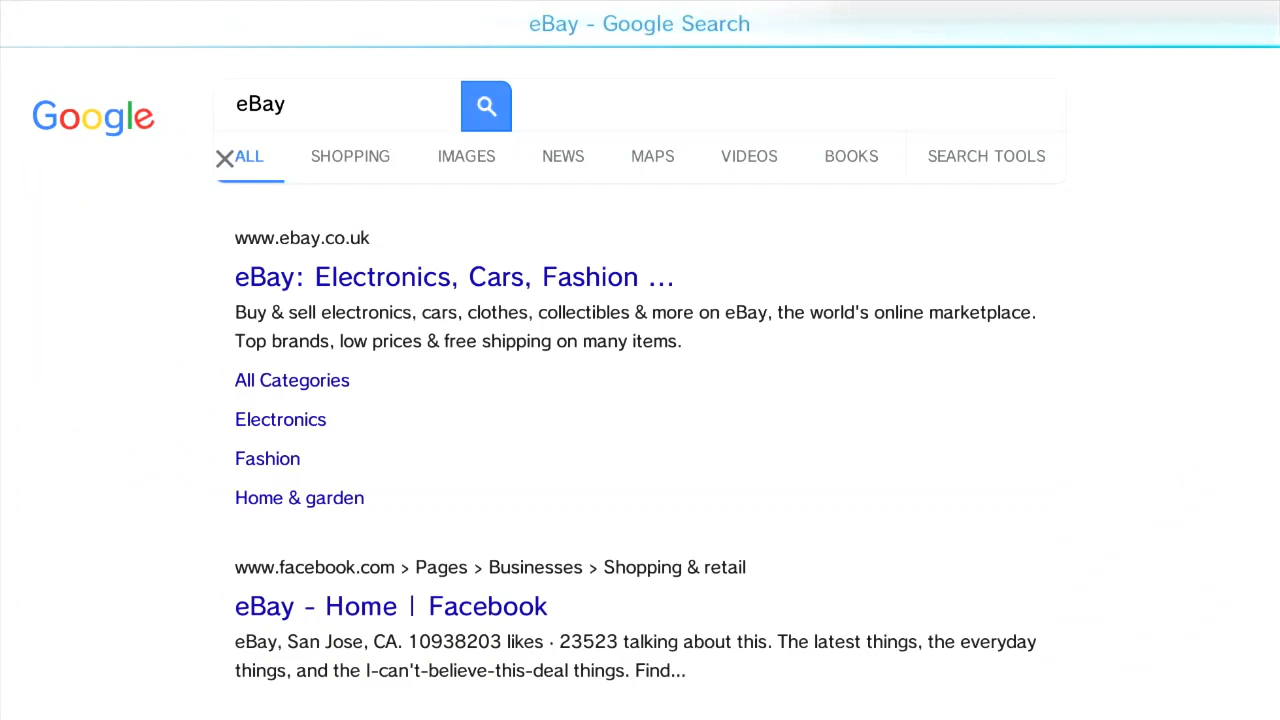 eBay - Google Search
Google
eBay
ALL SHOPPING IMAGES NEWS MAPS VIDEOS BOOKS SEARCH TOOLS
www.ebay.co.uk
eBay: Electronics, Cars, Fashion ...
Buy & sell electronics, cars, clothes, collectibles & more on eBay, the world's online marketplace.
Top brands, low prices & free shipping on many items.
All Categories
Electronics
Fashion
Home & garden
www.facebook.com > Pages > Businesses > Shopping & retail
eBay - Home | Facebook
eBay, San Jose, CA. 10938203 likes · 23523 talking about this. The latest things, the everyday
things, and the I-can't-believe-this-deal things. Find...